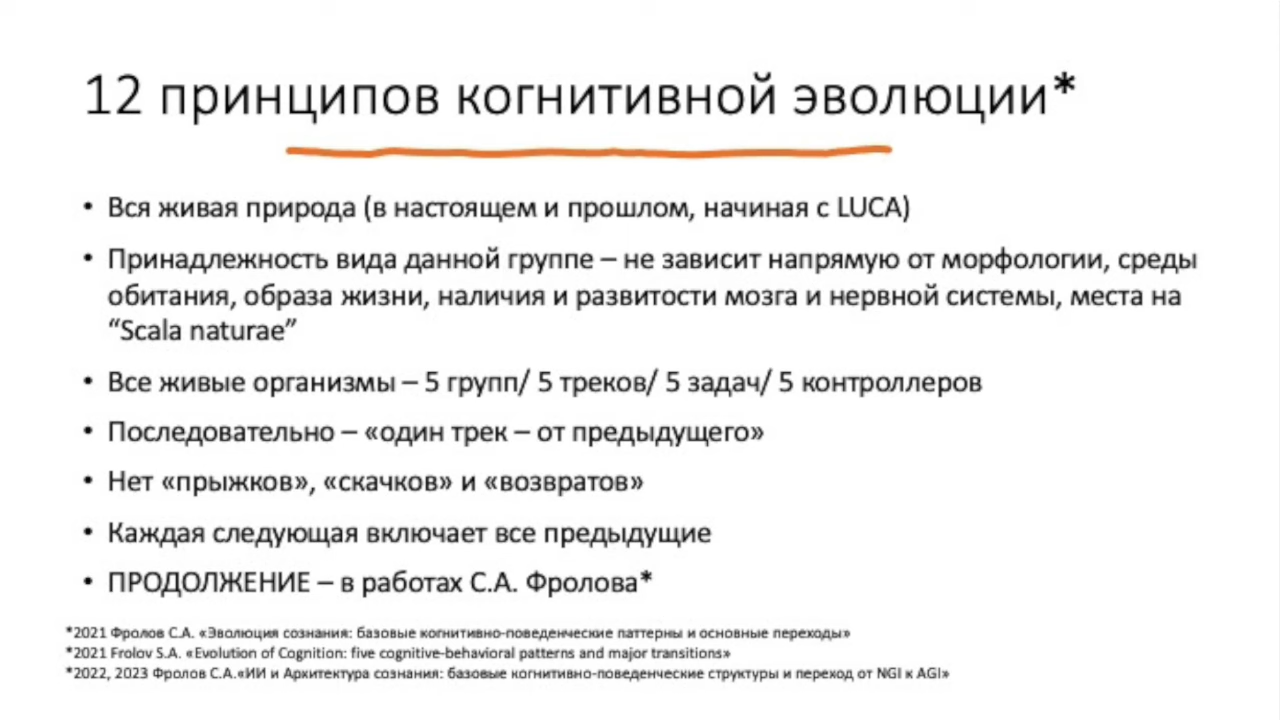 12 принципов когнитивной эволюции*
• Вся живая природа (в настоящем и прошлом, начиная с LUCA)
• Принадлежность вида данной группе – не зависит напрямую от морфологии, среды
обитания, образа жизни, наличия и развитости мозга и нервной системы, места на
“Scala naturae”
• Все живые организмы – 5 групп/ 5 треков/ 5 задач/ 5 контроллеров
• Последовательно – «один трек – от предыдущего»
• Нет «прыжков», «скачков» и «возвратов»
• Каждая следующая включает все предыдущие
• ПРОДОЛЖЕНИЕ – в работах С.А. Фролова*
*2021 Фролов С.А. «Эволюция сознания: базовые когнитивно-поведенческие паттерны и основные переходы»
*2021 Frolov S.A. «Evolution of Cognition: five cognitive-behavioral patterns and major transitions»
*2022, 2023 Фролов С.А.«ИИ и Архитектура сознания: базовые когнитивно-поведенческие структуры и переход от NGI к AGI»